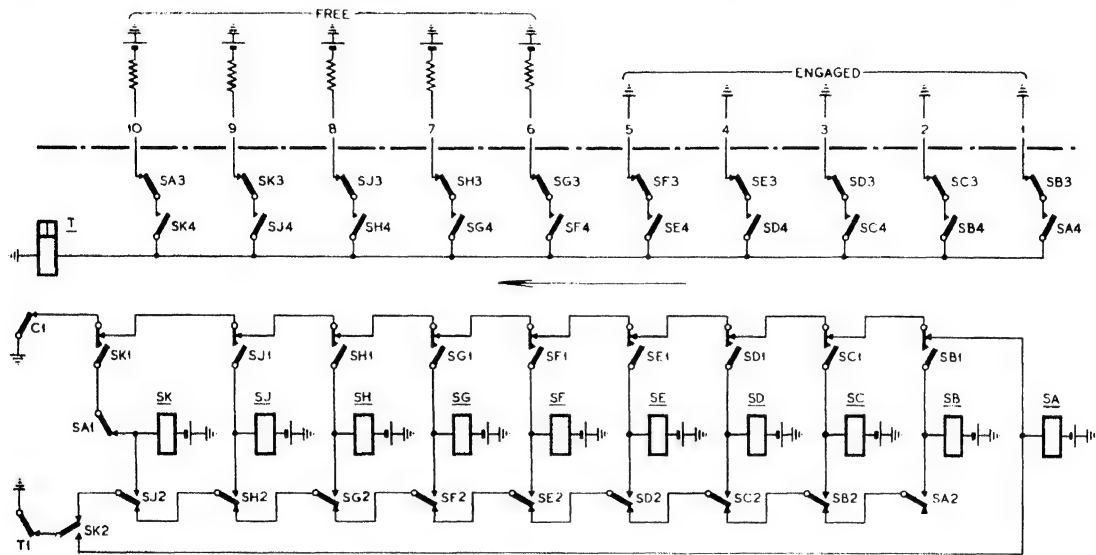 FREE
ENGAGED
10 9 8 7 6 5 4 3 2 1
SA3 SK3 SJ3 SH3 SG3 SF3 SE3 SD3 SC3 SB3
T
SK4 SJ4 SH4 SG4 SF4 SE4 SD4 SC4 SB4 SA4
C1
SK1 SJ1 SH1 SG1 SF1 SE1 SD1 SC1 SB1
SK SJ SH SG SF SE SD SC SB SA
SA1
SJ2 SH2 SG2 SF2 SE2 SD2 SC2 SB2 SA2
T1
SK2